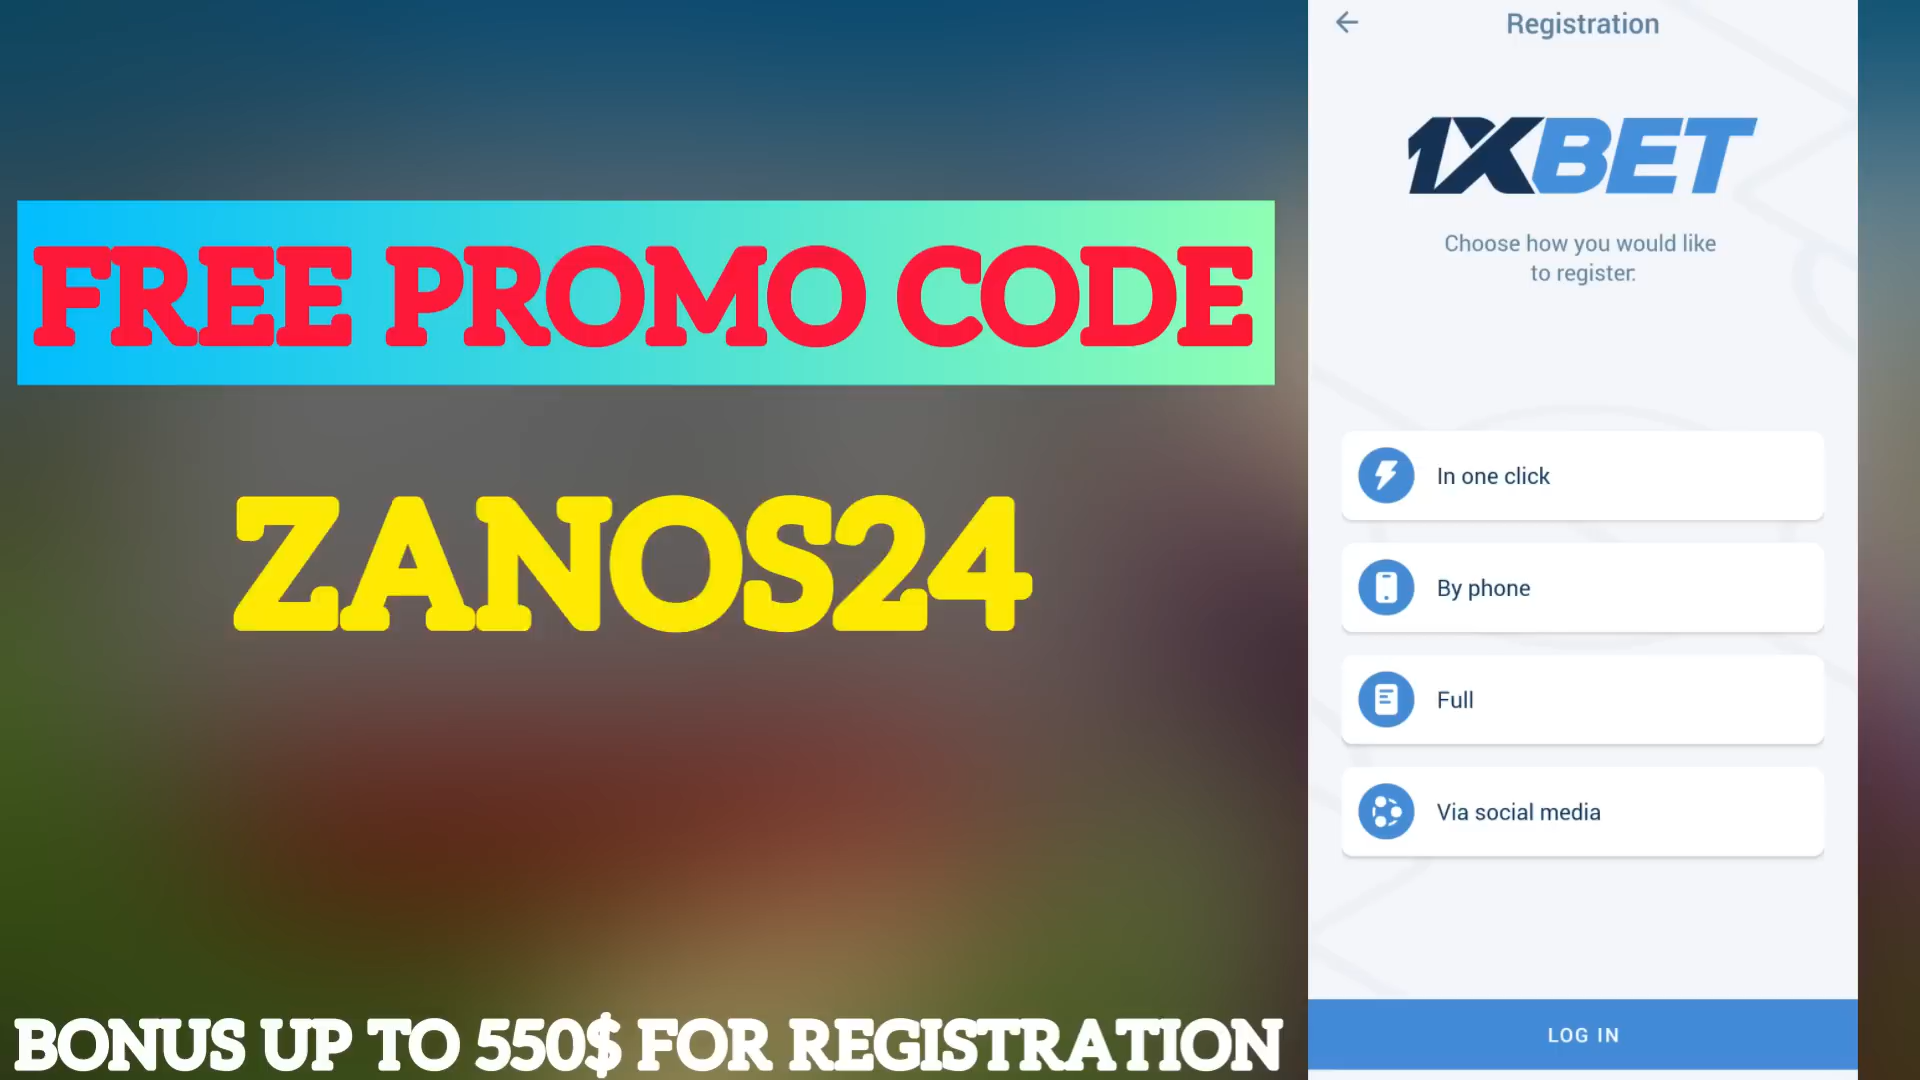 FREE PROMO CODE
ZANOS24
BONUS UP TO 550$ FOR REGISTRATION
Registration
1XBET
Choose how you would like
to register:
In one click
By phone
Full
Via social media
LOG IN